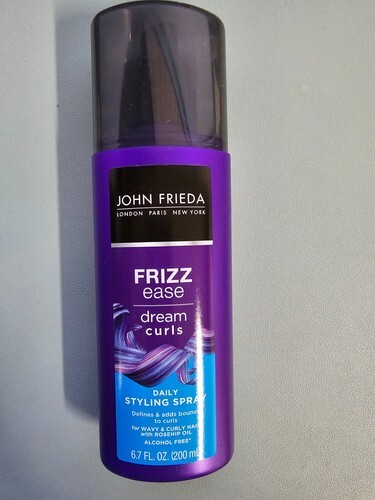 JOHN FRIEDA
LONDON PARIS NEW YORK
FRIZZ
ease
dream
curls
DAILY
STYLING SPRAY
Defines & adds bounce
to curls
for WAVY & CURLY HAIR
with ROSEHIP OIL
ALCOHOL FREE*
6.7 FL. OZ. (200 mL)